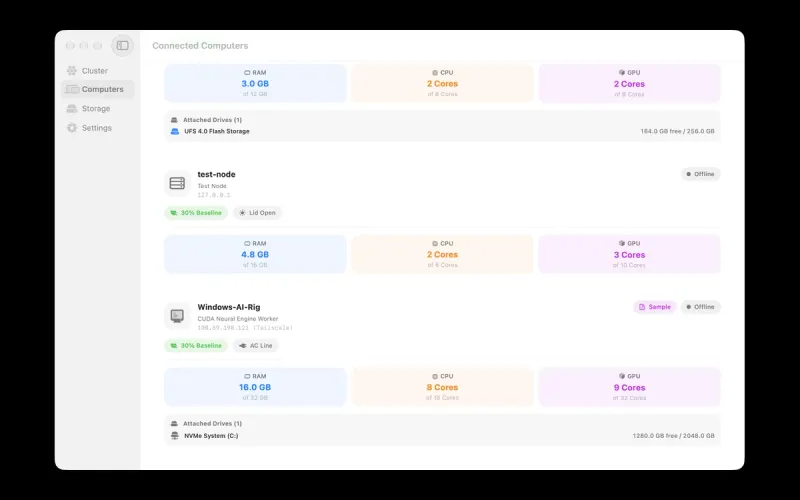 Connected Computers
Cluster
Computers
Storage
Settings
RAM
3.0 GB
of 12 GB
CPU
2 Cores
of 8 Cores
GPU
2 Cores
of 8 Cores
Attached Drives (1)
UFS 4.0 Flash Storage
164.0 GB free / 256.0 GB
test-node
Test Node
127.0.0.1
Offline
30% Baseline
Lid Open
RAM
4.8 GB
of 16 GB
CPU
2 Cores
of 8 Cores
GPU
3 Cores
of 10 Cores
Windows-AI-Rig
CUDA Neural Engine Worker
(Tailscale)
Sample
Offline
30% Baseline
AC Line
RAM
16.0 GB
of 32 GB
CPU
8 Cores
of 16 Cores
GPU
9 Cores
of 32 Cores
Attached Drives (1)
NVMe System (C:)
1280.0 GB free / 2048.0 GB